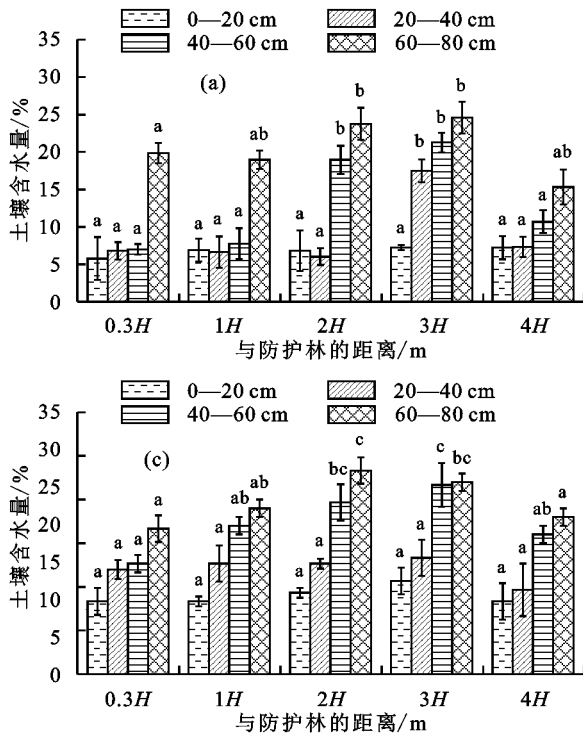 0—20 cm 20—40 cm
40—60 cm 60—80 cm
35
30
25
20
15
10
5
0
土壤含水量/%
(a)
a a a a
a a a ab
a a b b
a b b b
a a a ab
0.3H 1H 2H 3H 4H
与防护林的距离/m
0—20 cm 20—40 cm
40—60 cm 60—80 cm
35
30
25
20
15
10
5
0
土壤含水量/%
(c)
a a a a
a a ab ab
a a bc c
a a c bc
a a ab a
0.3H 1H 2H 3H 4H
与防护林的距离/m